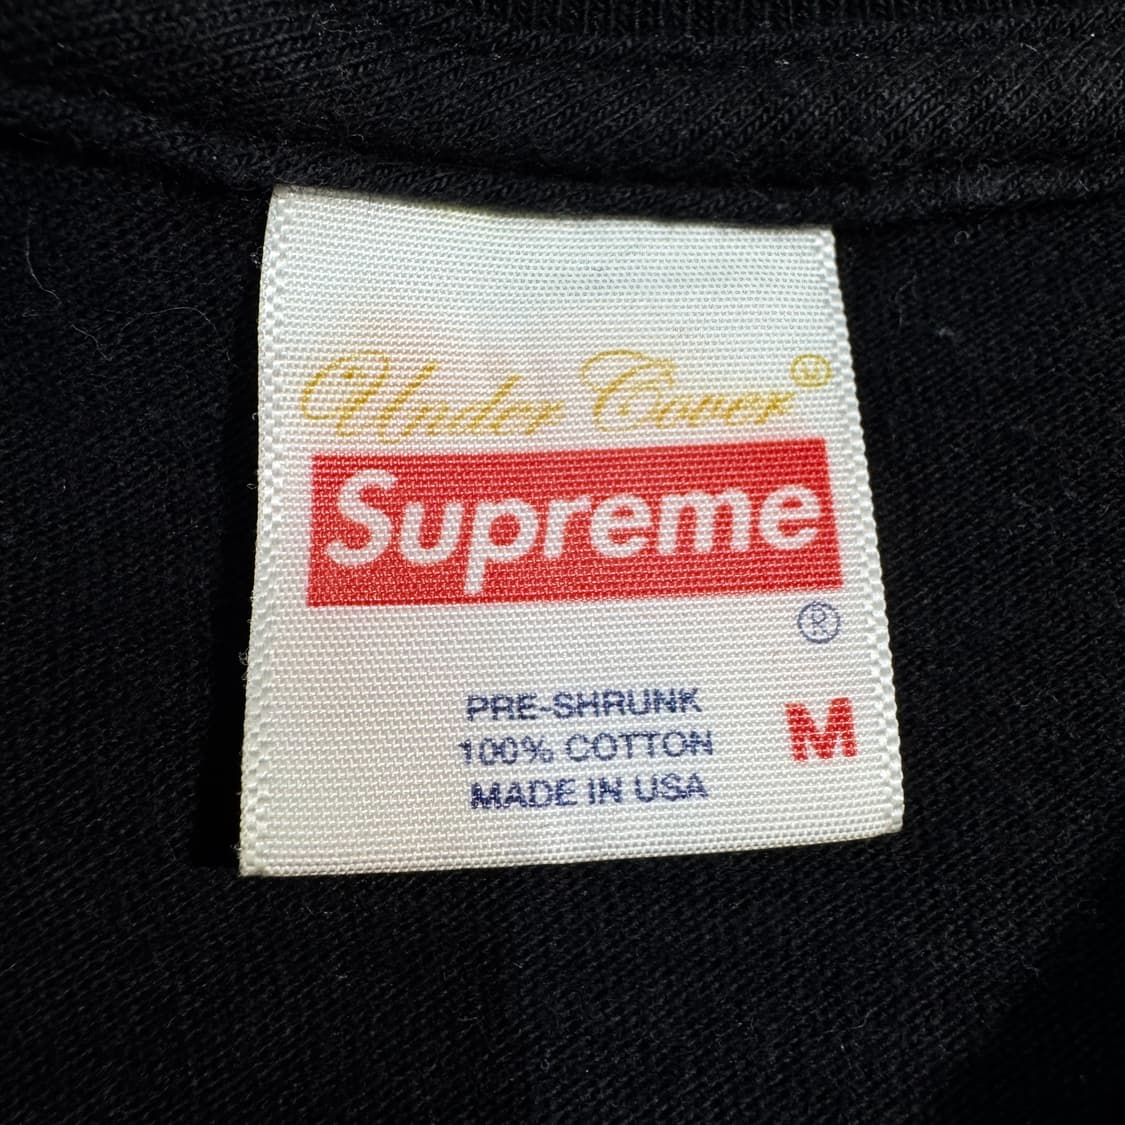 Under Cover
Supreme
®
PRE-SHRUNK
100% COTTON
MADE IN USA
M